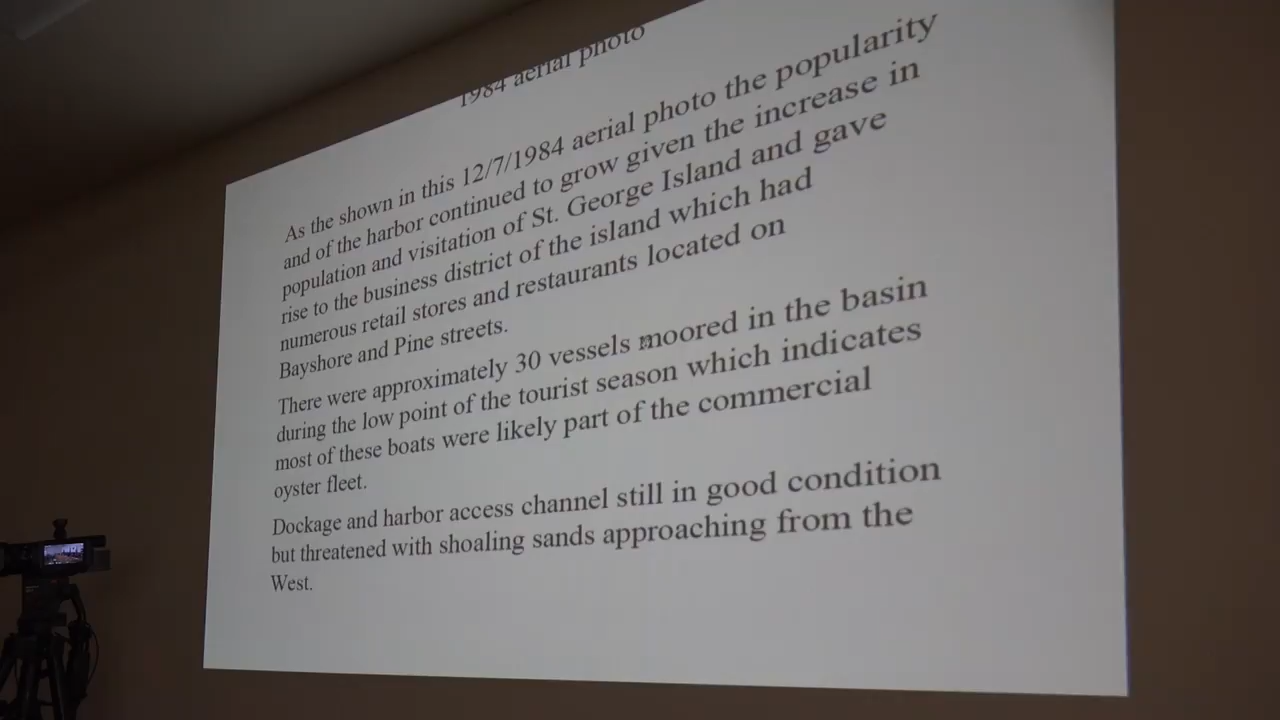 1984 aerial photo
As the shown in this 12/7/1984 aerial photo the popularity
and of the harbor continued to grow given the increase in
population and visitation of St. George Island and gave
rise to the business district of the island which had
numerous retail stores and restaurants located on
Bayshore and Pine streets.
There were approximately 30 vessels moored in the basin
during the low point of the tourist season which indicates
most of these boats were likely part of the commercial
oyster fleet.
Dockage and harbor access channel still in good condition
but threatened with shoaling sands approaching from the
West.